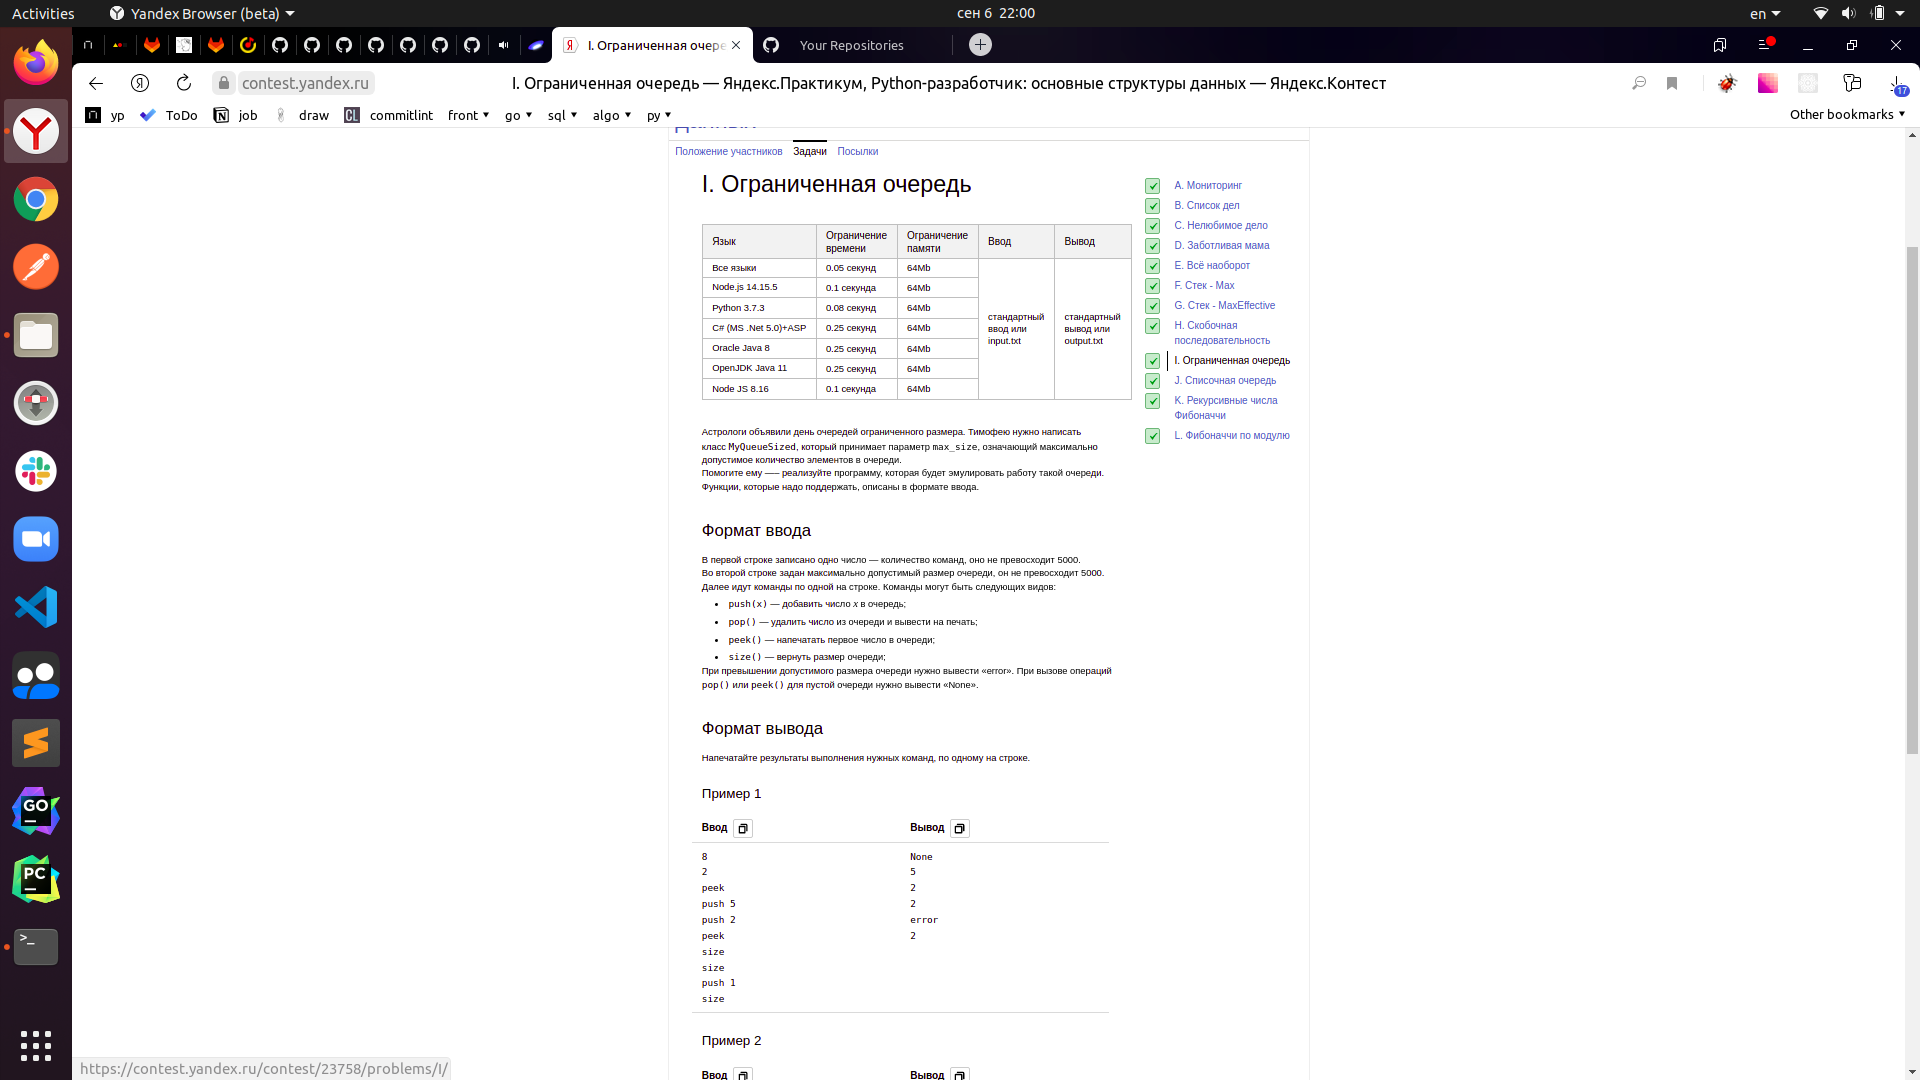 Activities
Yandex Browser (beta)
сен 6 22:00
en
I. Ограниченная очере
Your Repositories
contest.yandex.ru
I. Ограниченная очередь — Яндекс.Практикум, Python-разработчик: основные структуры данных — Яндекс.Контест
17
yp
ToDo
job
draw
CL
commitlint
front
go
sql
algo
py
Other bookmarks
Положение участников
Задачи
Посылки
I. Ограниченная очередь
Язык
Ограничение времени
Ограничение памяти
Ввод
Вывод
Все языки 0.05 секунд 64Mb
Node.js 14.15.5 0.1 секунда 64Mb
Python 3.7.3 0.08 секунд 64Mb
C# (MS .Net 5.0)+ASP 0.25 секунд 64Mb
Oracle Java 8 0.25 секунд 64Mb
OpenJDK Java 11 0.25 секунд 64Mb
Node JS 8.16 0.1 секунда 64Mb
стандартный ввод или input.txt
стандартный вывод или output.txt
A. Мониторинг
B. Список дел
C. Нелюбимое дело
D. Заботливая мама
E. Всё наоборот
F. Стек - Max
G. Стек - MaxEffective
H. Скобочная
последовательность
I. Ограниченная очередь
J. Списочная очередь
K. Рекурсивные числа
Фибоначчи
L. Фибоначчи по модулю
Астрологи объявили день очередей ограниченного размера. Тимофею нужно написать
класс MyQueueSized, который принимает параметр max_size, означающий максимально
допустимое количество элементов в очереди.
Помогите ему —– реализуйте программу, которая будет эмулировать работу такой очереди.
Функции, которые надо поддержать, описаны в формате ввода.
Формат ввода
В первой строке записано одно число — количество команд, оно не превосходит 5000.
Во второй строке задан максимально допустимый размер очереди, он не превосходит 5000.
Далее идут команды по одной на строке. Команды могут быть следующих видов:
• push(x) — добавить число x в очередь;
• pop() — удалить число из очереди и вывести на печать;
• peek() — напечатать первое число в очереди;
• size() — вернуть размер очереди;
При превышении допустимого размера очереди нужно вывести «error». При вызове операций
pop() или peek() для пустой очереди нужно вывести «None».
Формат вывода
Напечатайте результаты выполнения нужных команд, по одному на строке.
Пример 1
Ввод
Вывод
8
2
peek
push 5
push 2
peek
size
size
push 1
size
None
5
2
2
error
2
Пример 2
Ввод
Вывод
GO
PC
https://contest.yandex.ru/contest/23758/problems/I/